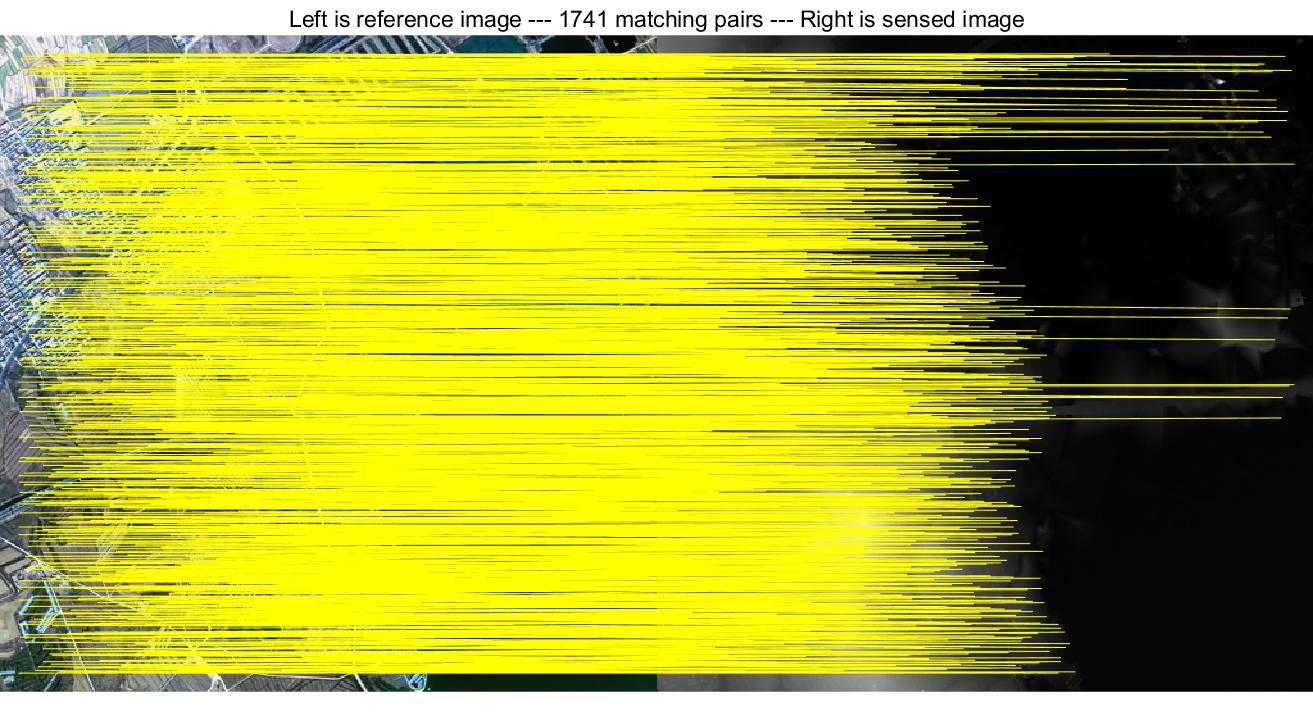 Left is reference image --- 1741 matching pairs --- Right is sensed image